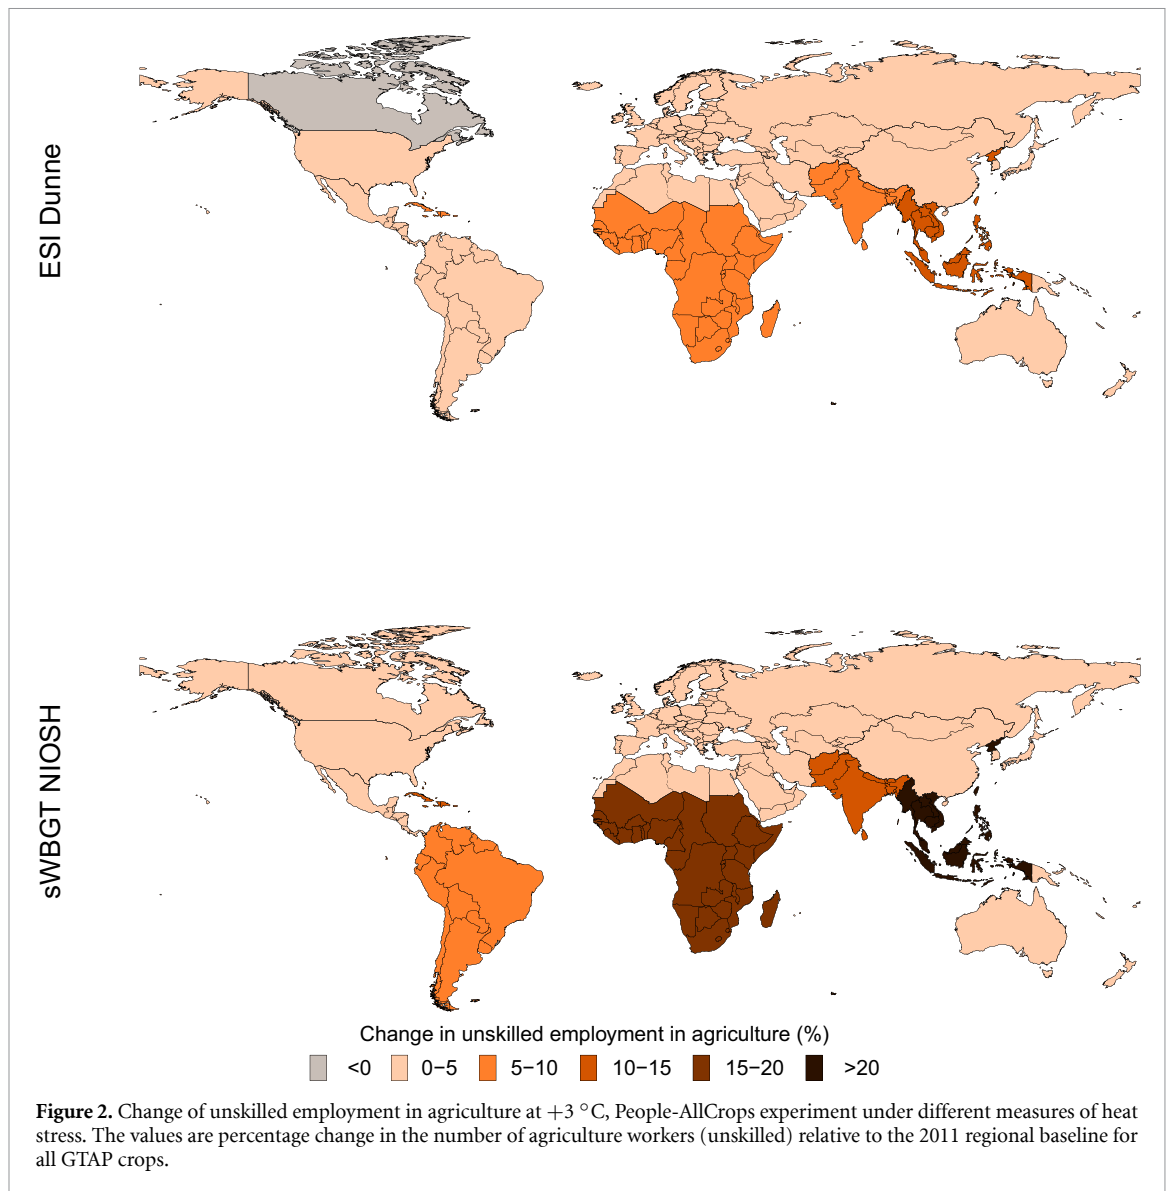 ESI Dunne
sWBGT NIOSH
Change in unskilled employment in agriculture (%)
<0 0−5 5−10 10−15 15−20 >20
Figure 2. Change of unskilled employment in agriculture at +3 °C, People-AllCrops experiment under different measures of heat
stress. The values are percentage change in the number of agriculture workers (unskilled) relative to the 2011 regional baseline for
all GTAP crops.